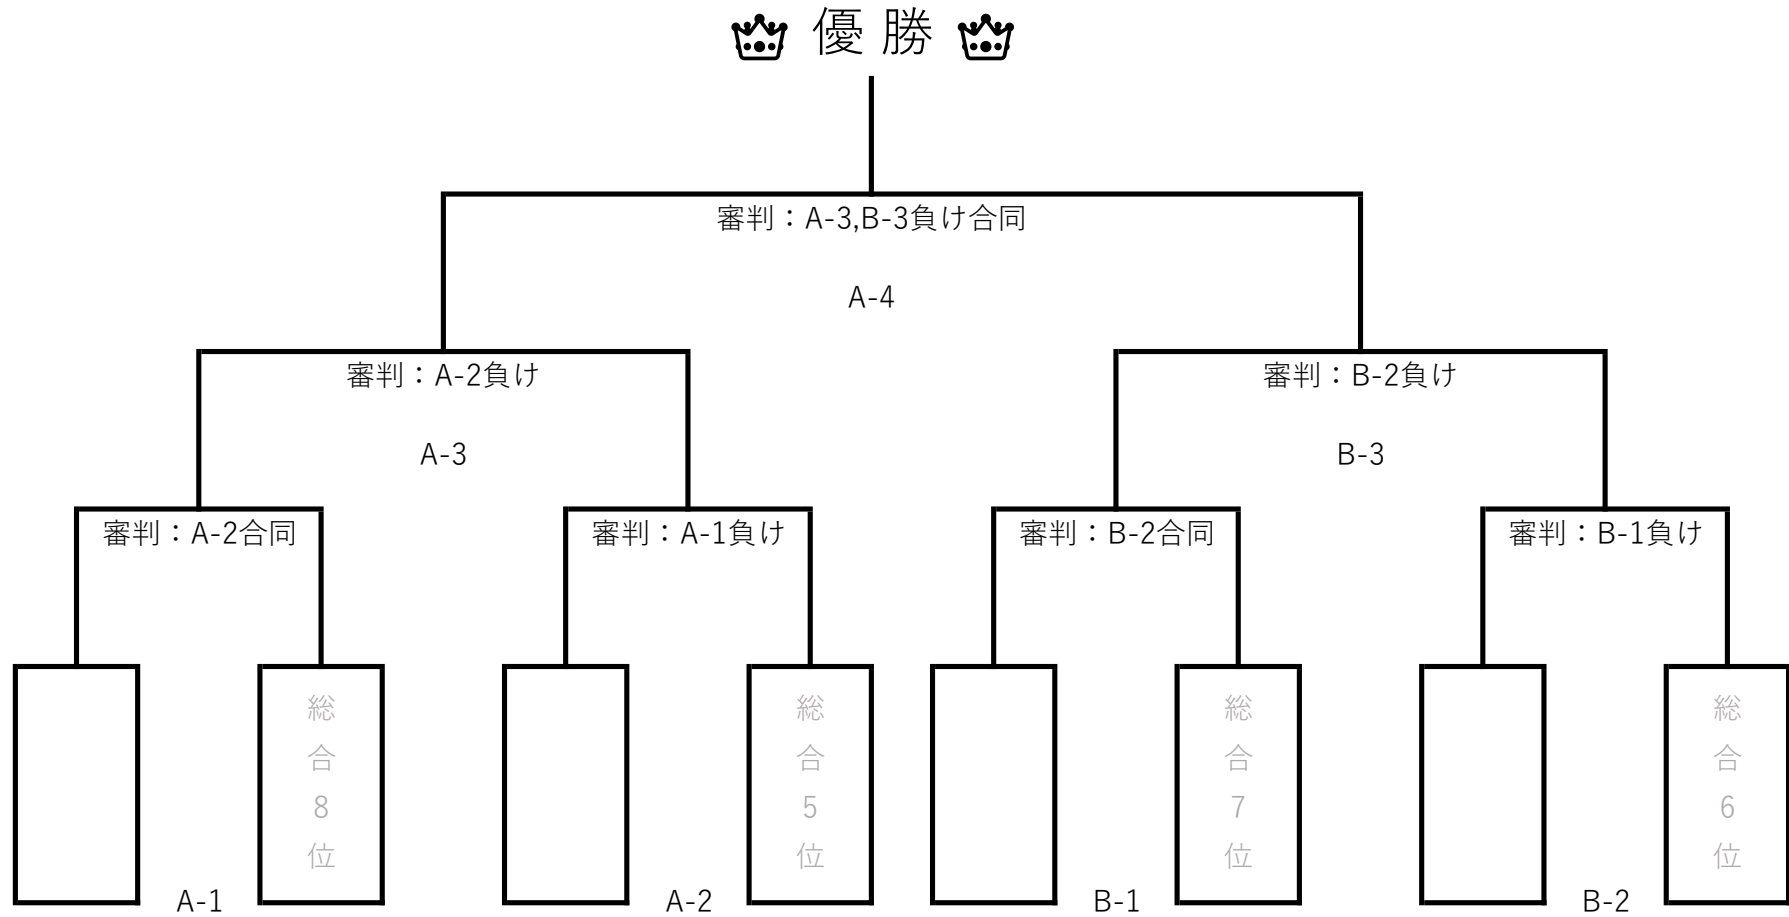 優勝
審判：A-3,B-3負け合同
A-4
審判：A-2負け
審判：B-2負け
A-3
B-3
審判：A-2合同
審判：A-1負け
審判：B-2合同
審判：B-1負け
総合8位
総合5位
総合7位
総合6位
A-1
A-2
B-1
B-2